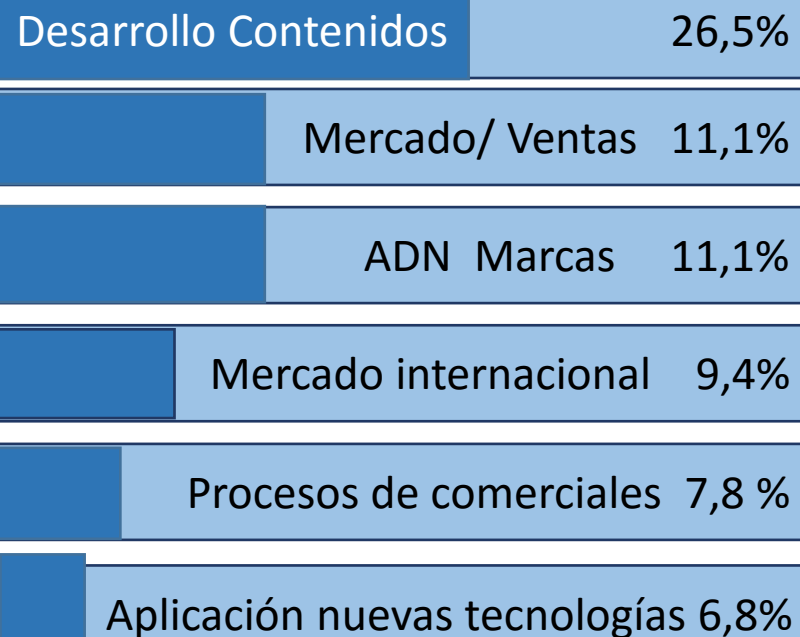 Desarrollo Contenidos 26,5%
Mercado/ Ventas 11,1%
ADN Marcas 11,1%
Mercado internacional 9,4%
Procesos de comerciales 7,8 %
Aplicación nuevas tecnologías 6,8%